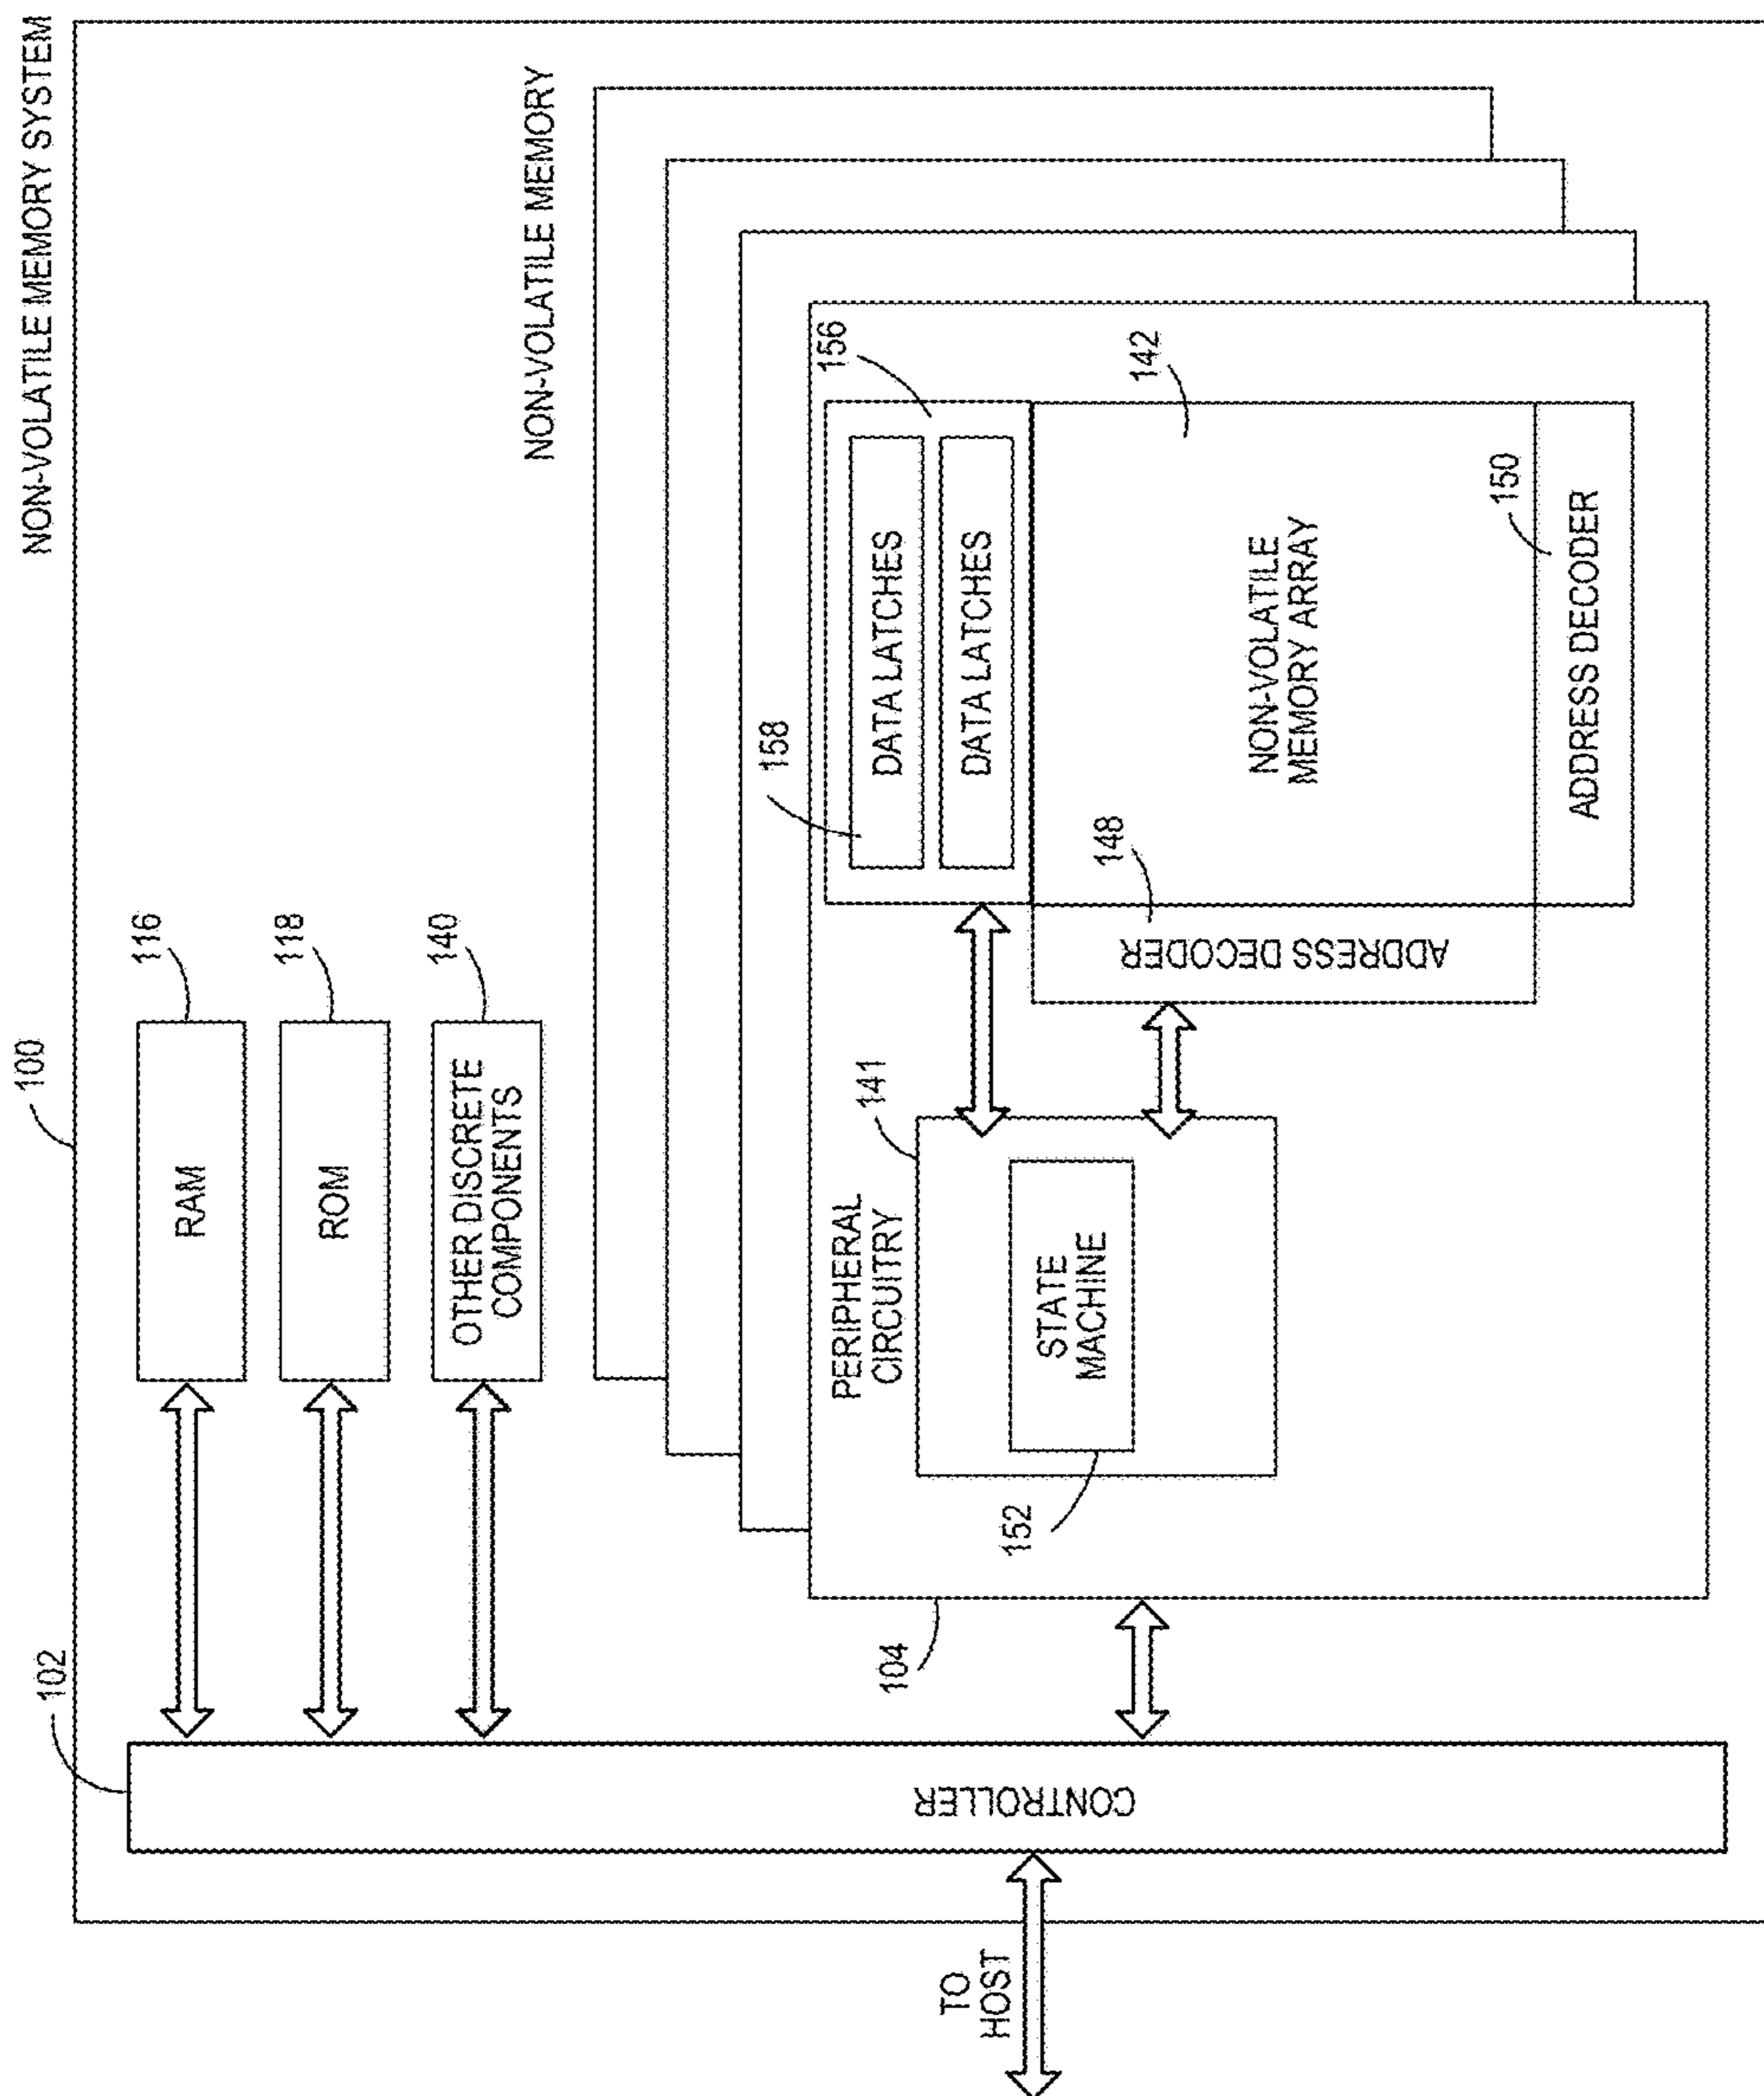 NON-VOLATILE MEMORY SYSTEM
100
102
RAM
116
ROM
118
OTHER DISCRETE
COMPONENTS
140
NON-VOLATILE MEMORY
TO
HOST
CONTROLLER
104
PERIPHERAL
CIRCUITRY
141
STATE
MACHINE
152
158
156
DATA LATCHES
DATA LATCHES
148
ADDRESS DECODER
142
NON-VOLATILE
MEMORY ARRAY
150
ADDRESS DECODER